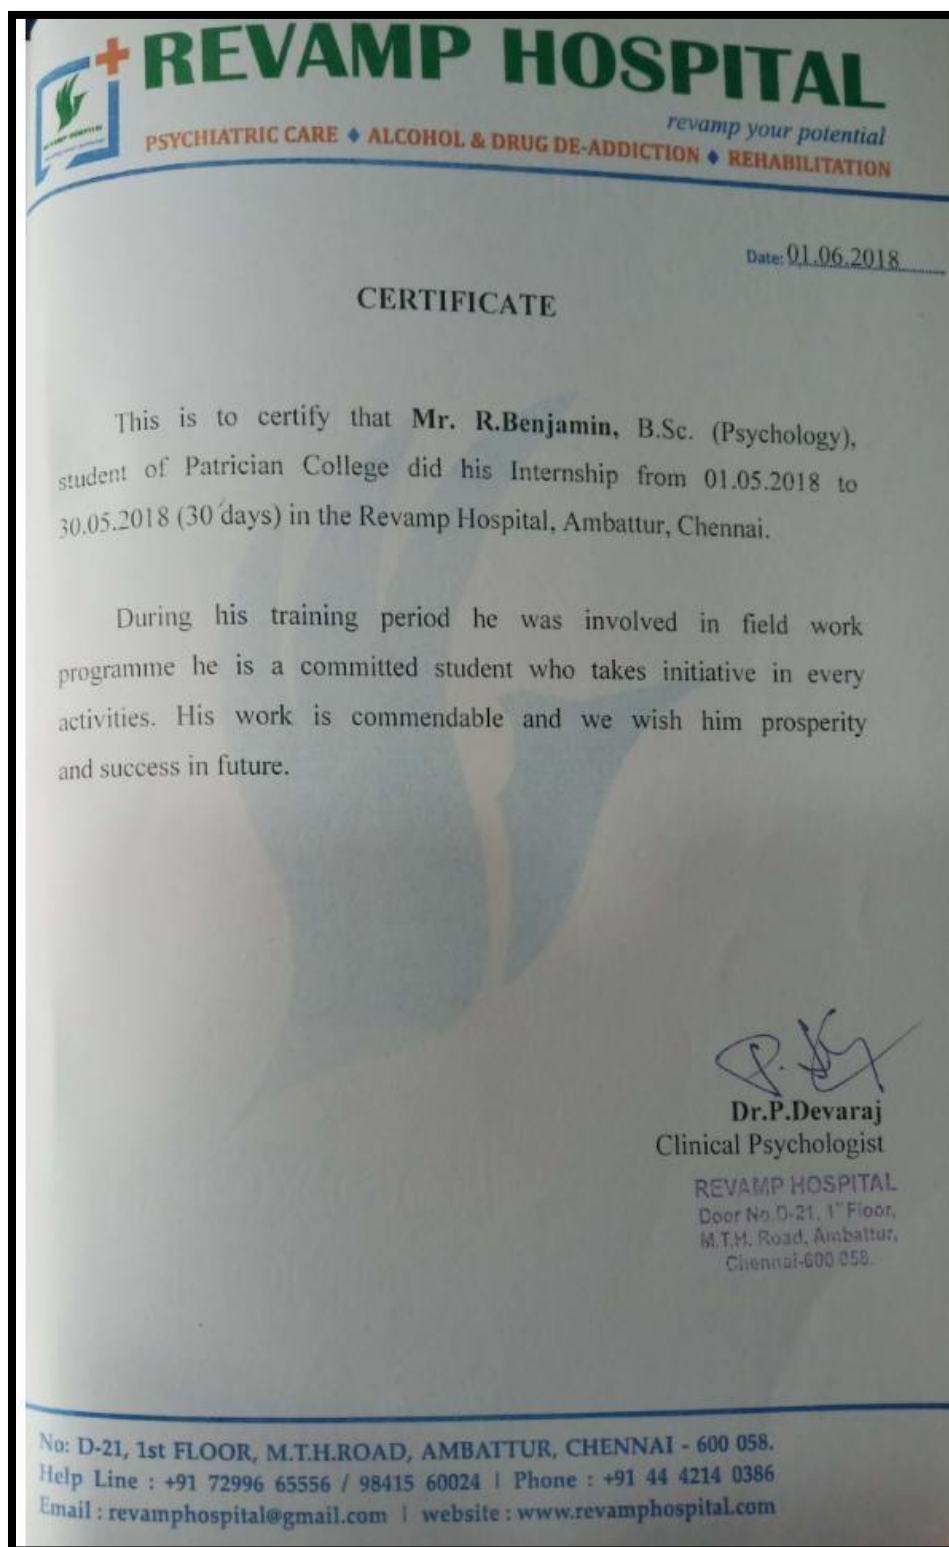 REVAMP HOSPITAL
revamp your potential
PSYCHIATRIC CARE ♦ ALCOHOL & DRUG DE-ADDICTION ♦ REHABILITATION
REVAMP HOSPITAL
Date: 01.06.2018
CERTIFICATE
This is to certify that Mr. R.Benjamin, B.Sc. (Psychology),
student of Patrician College did his Internship from 01.05.2018 to
30.05.2018 (30 days) in the Revamp Hospital, Ambattur, Chennai.
During his training period he was involved in field work
programme he is a committed student who takes initiative in every
activities. His work is commendable and we wish him prosperity
and success in future.
Dr.P.Devaraj
Clinical Psychologist
REVAMP HOSPITAL
Door No.D-21, 1st Floor,
M.T.H. Road, Ambattur,
Chennai-600 058.
No: D-21, 1st FLOOR, M.T.H.ROAD, AMBATTUR, CHENNAI - 600 058.
Help Line : +91 72996 65556 / 98415 60024 | Phone : +91 44 4214 0386
Email : revamphospital@gmail.com | website : www.revamphospital.com